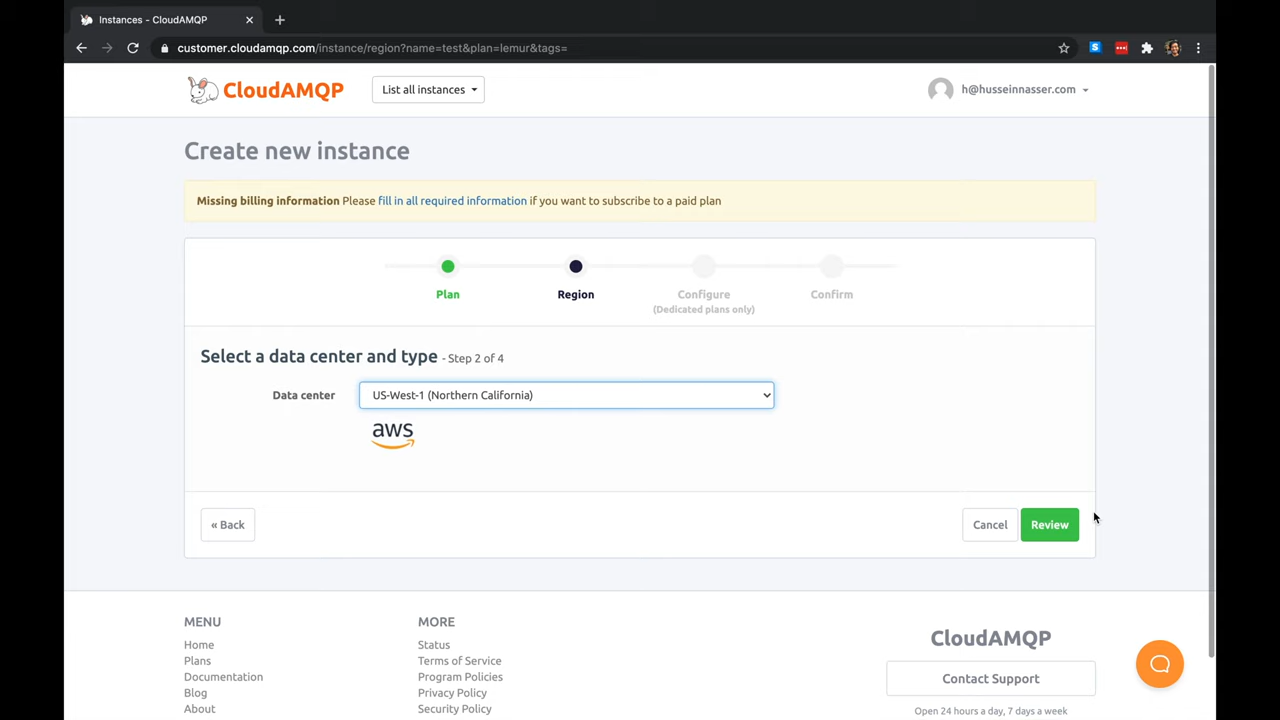 Instances - CloudAMQP
customer.cloudamqp.com/instance/region?name=test&plan=lemur&tags=
CloudAMQP
List all instances
h@husseinnasser.com
Create new instance
Missing billing information Please fill in all required information if you want to subscribe to a paid plan
Plan
Region
Configure
(Dedicated plans only)
Confirm
Select a data center and type - Step 2 of 4
Data center
US-West-1 (Northern California)
aws
« Back
Cancel
Review
MENU
Home
Plans
Documentation
Blog
About
MORE
Status
Terms of Service
Program Policies
Privacy Policy
Security Policy
CloudAMQP
Contact Support
Open 24 hours a day, 7 days a week